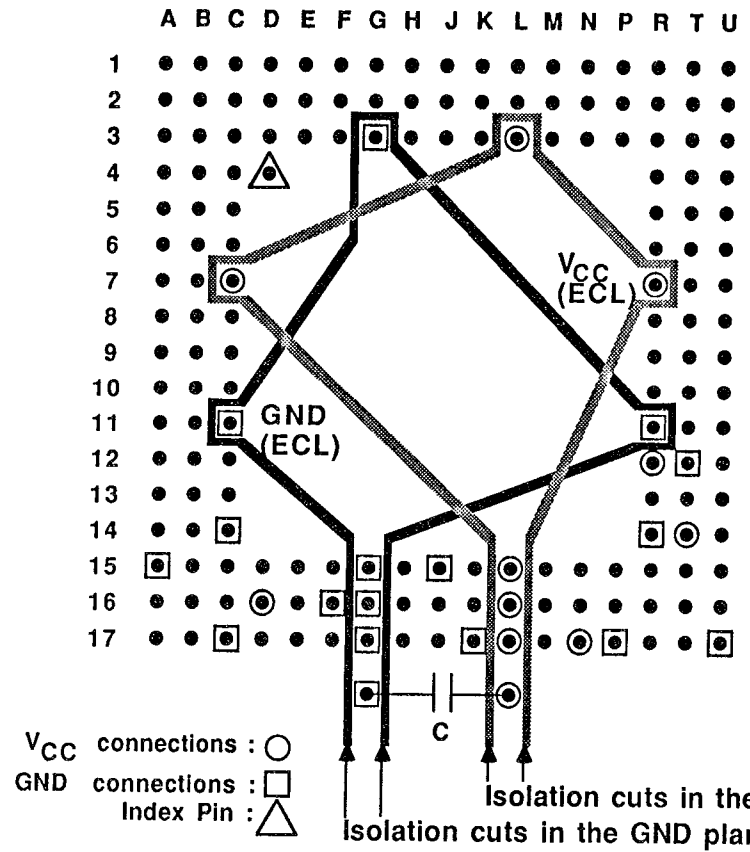 A B C D E F G H J K L M N P R T U
1
2
3
4
5
6
7
VCC
(ECL)
8
9
10
11
GND
(ECL)
12
13
14
15
16
17
C
VCC connections :
GND connections :
Index Pin :
Isolation cuts in the
Isolation cuts in the GND plan